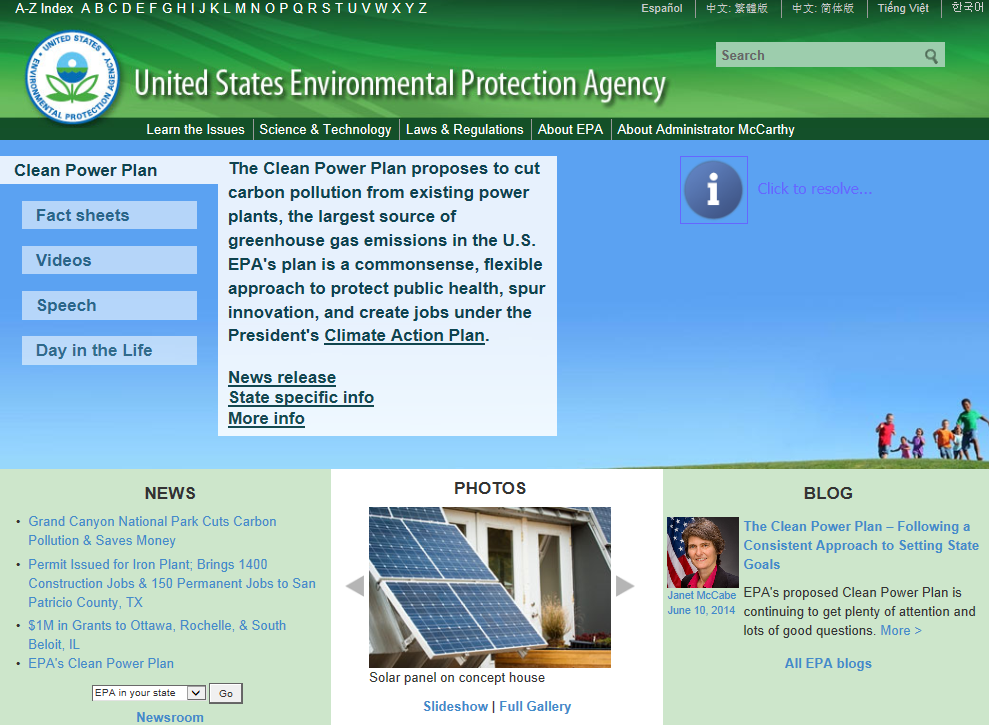 A-Z Index A B C D E F G H I J K L M N O P Q R S T U V W X Y Z
Español
中文: 繁體版
中文: 简体版
Tiếng Việt
한국어
UNITED STATES
ENVIRONMENTAL PROTECTION AGENCY
United States Environmental Protection Agency
Search
Learn the Issues
Science & Technology
Laws & Regulations
About EPA
About Administrator McCarthy
Clean Power Plan
Fact sheets
Videos
Speech
Day in the Life
The Clean Power Plan proposes to cut
carbon pollution from existing power
plants, the largest source of
greenhouse gas emissions in the U.S.
EPA's plan is a commonsense, flexible
approach to protect public health, spur
innovation, and create jobs under the
President's Climate Action Plan.
News release
State specific info
More info
Click to resolve...
NEWS
• Grand Canyon National Park Cuts Carbon
Pollution & Saves Money
• Permit Issued for Iron Plant; Brings 1400
Construction Jobs & 150 Permanent Jobs to San
Patricio County, TX
• $1M in Grants to Ottawa, Rochelle, & South
Beloit, IL
• EPA's Clean Power Plan
EPA in your state
Go
Newsroom
PHOTOS
Solar panel on concept house
Slideshow | Full Gallery
BLOG
Janet McCabe
June 10, 2014
The Clean Power Plan – Following a
Consistent Approach to Setting State
Goals
EPA's proposed Clean Power Plan is
continuing to get plenty of attention and
lots of good questions. More >
All EPA blogs